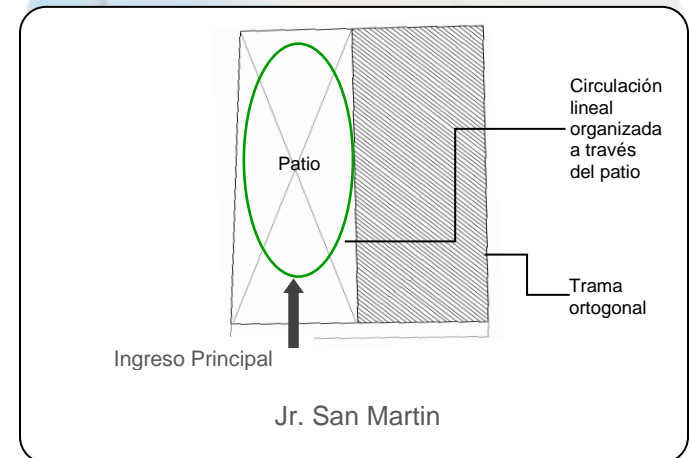 Circulación
lineal
organizada
a través
del patio
Patio
Trama
ortogonal
Ingreso Principal
Jr. San Martin